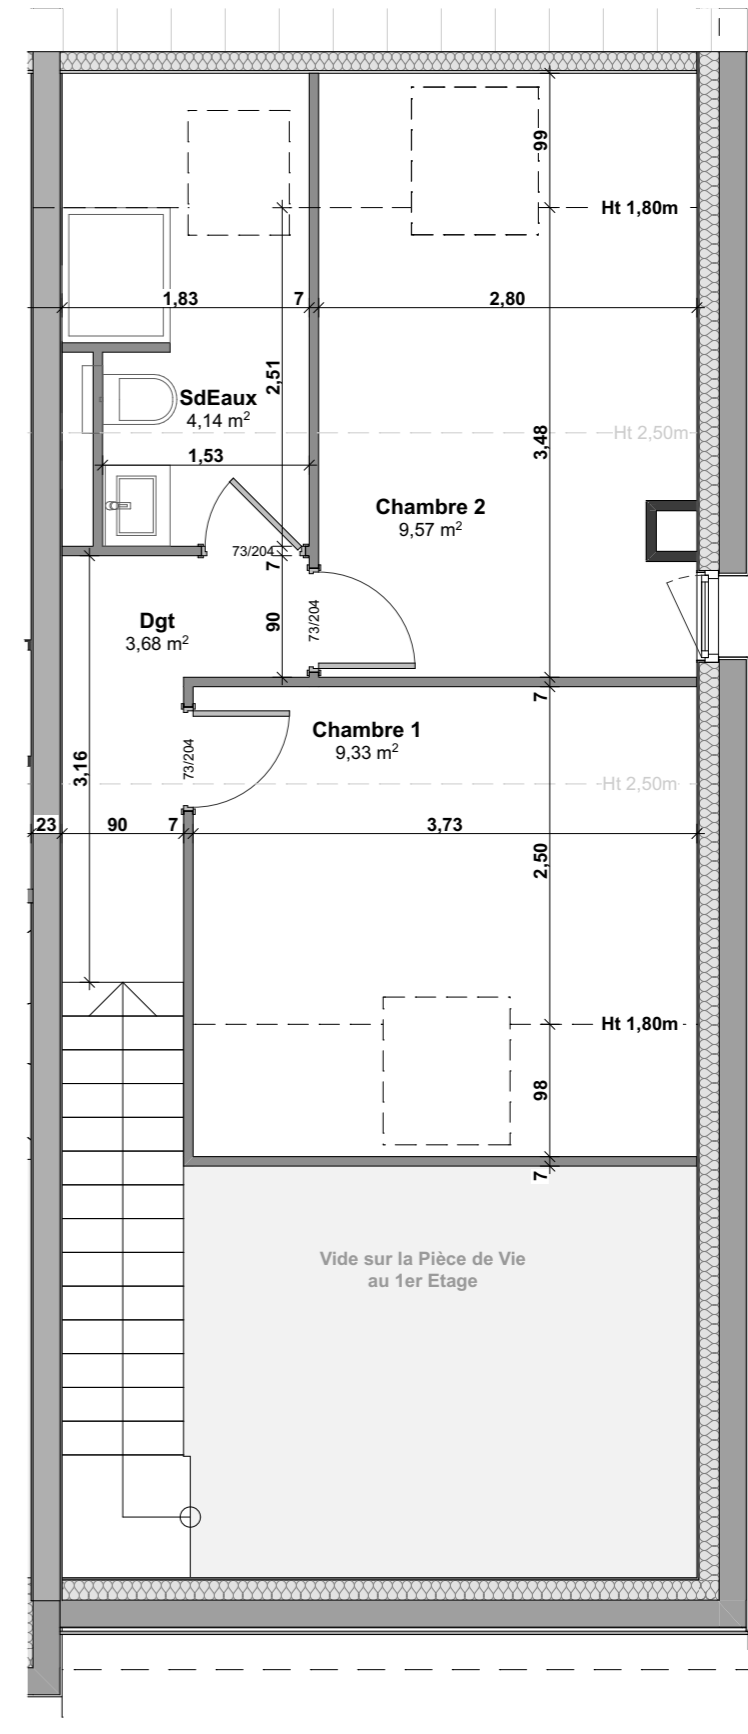 99
Ht 1,80m
1,83
7
2,80
2,51
SdEaux
4,14 m²
Ht 2,50m
3,48
1,53
Chambre 2
9,57 m²
73/204
7
Dgt
3,68 m²
90
73/204
7
Chambre 1
9,33 m²
73/204
3,16
Ht 2,50m
23
90
7
3,73
2,50
Ht 1,80m
98
7
Vide sur la Pièce de Vie
au 1er Etage